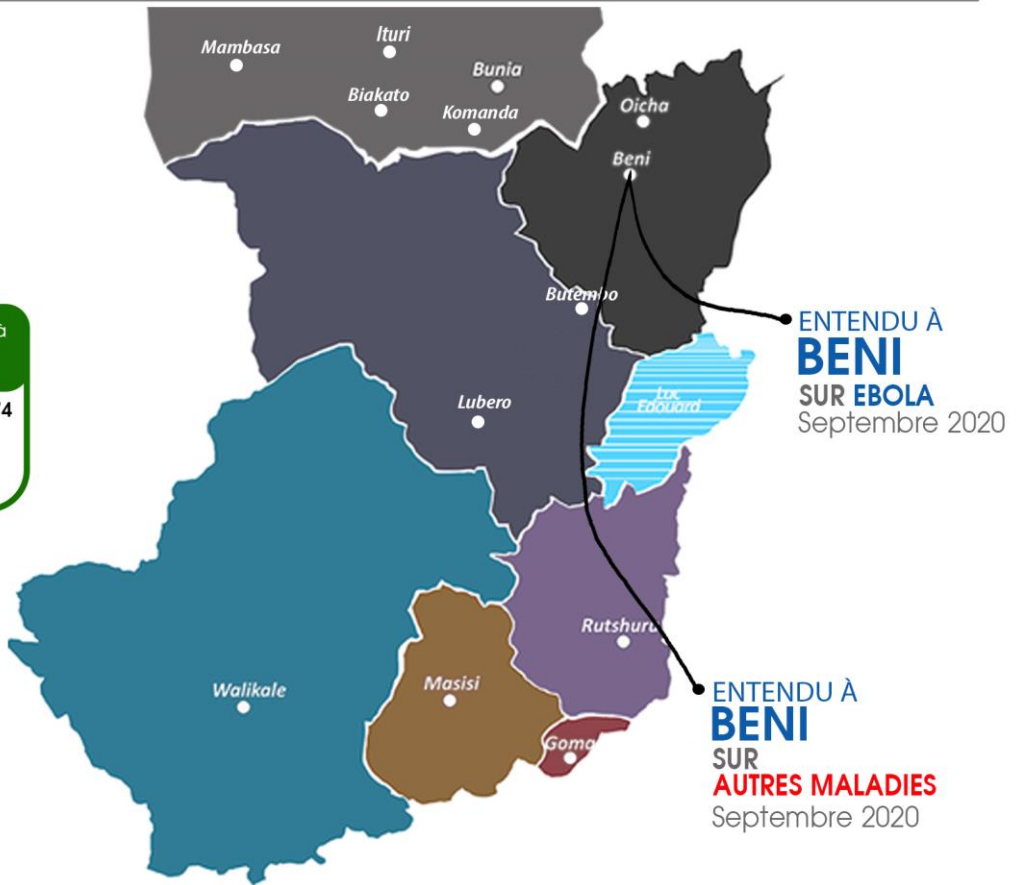 Ituri
Mambasa
Bunia
Biakato
Komanda
Oicha
Beni
Butembo
à
74
ENTENDU À
BENI
SUR EBOLA
Septembre 2020
Lac
Edouard
Lubero
Rutshuru
Walikale
Masisi
Goma
ENTENDU À
BENI
SUR
AUTRES MALADIES
Septembre 2020